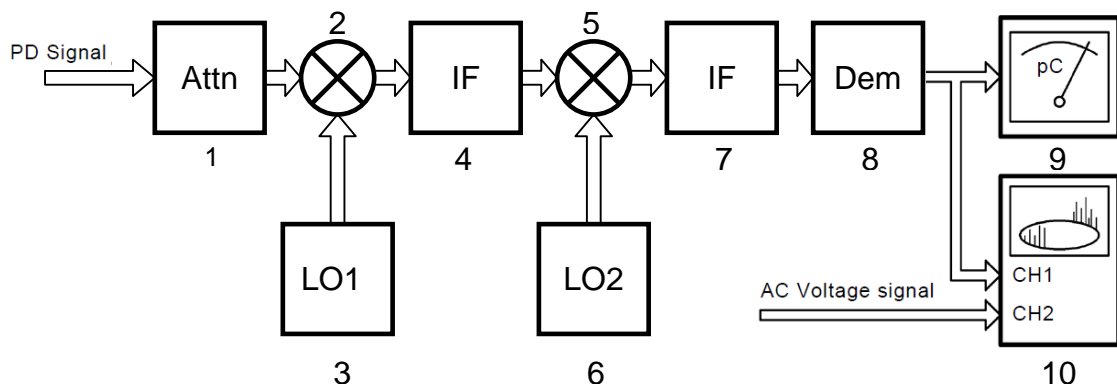 2
5
PD Signal
Attn
IF
IF
Dem
pC
1
4
7
8
9
LO1
LO2
CH1
AC Voltage signal
CH2
3
6
10